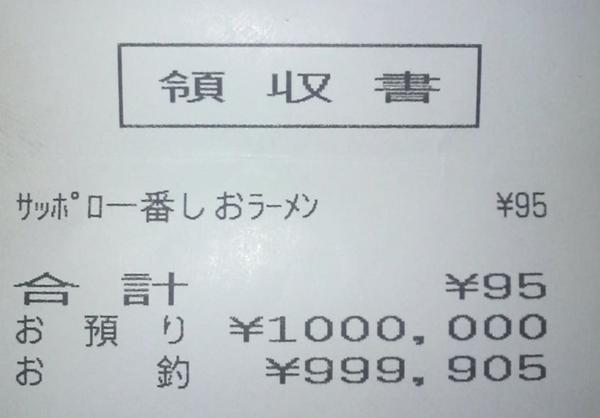 領収書
ｻｯﾎﾟﾛ一番しおﾗｰﾒﾝ ¥95
合計 ¥95
お預り ¥1000,000
お釣 ¥999,905